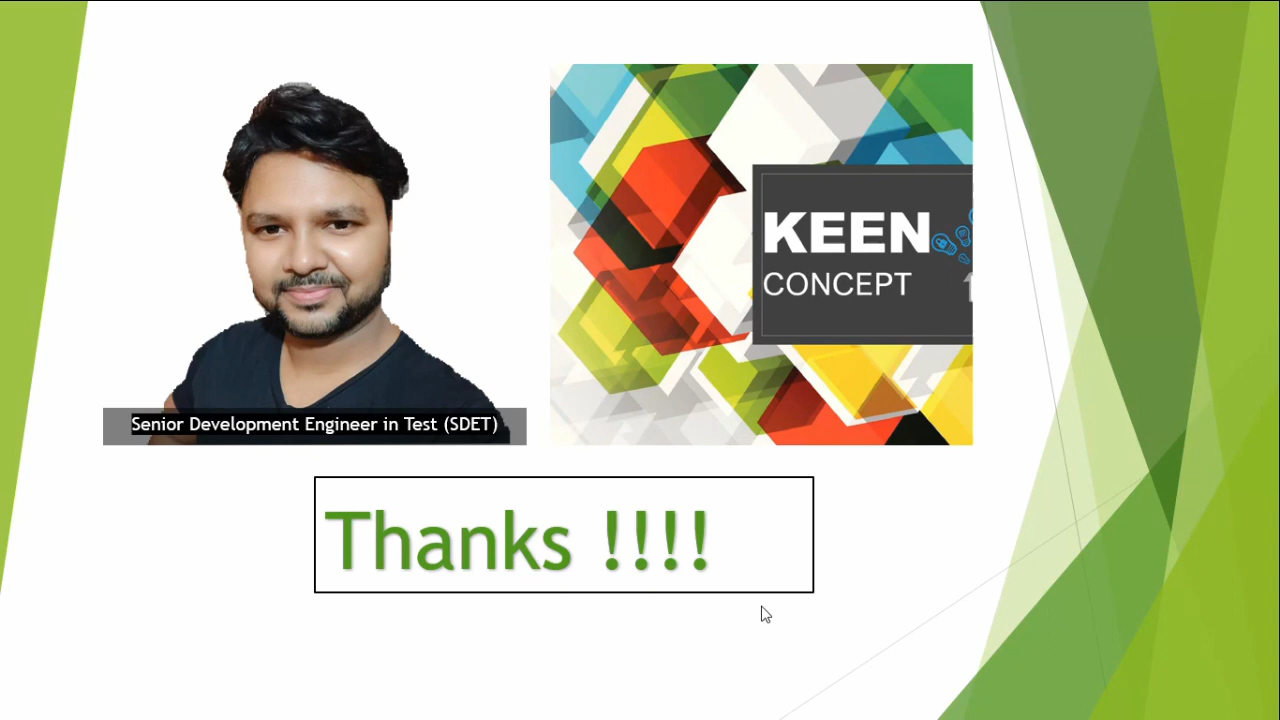 KEEN
CONCEPT
Senior Development Engineer in Test (SDET)
Thanks !!!!